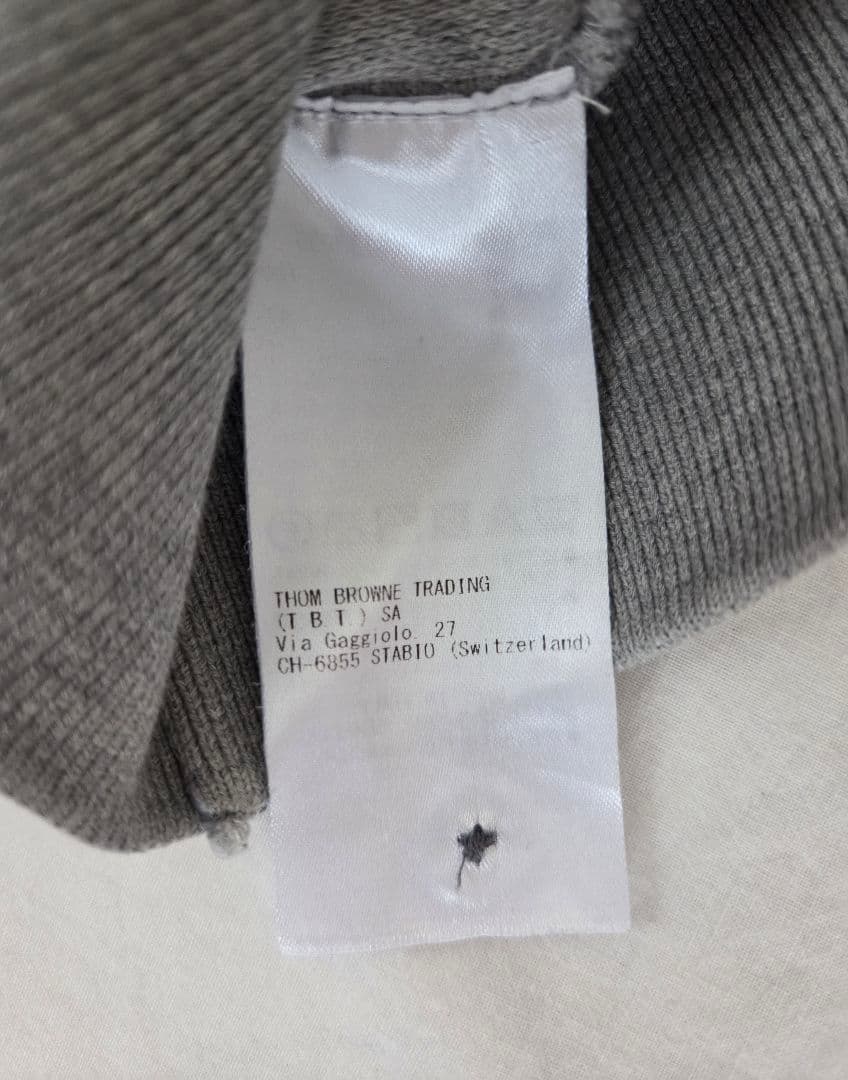 THOM BROWNE TRADING
(T B T.) SA
Via Gaggiolo. 27
CH-6855 STABIO (Switzerland)